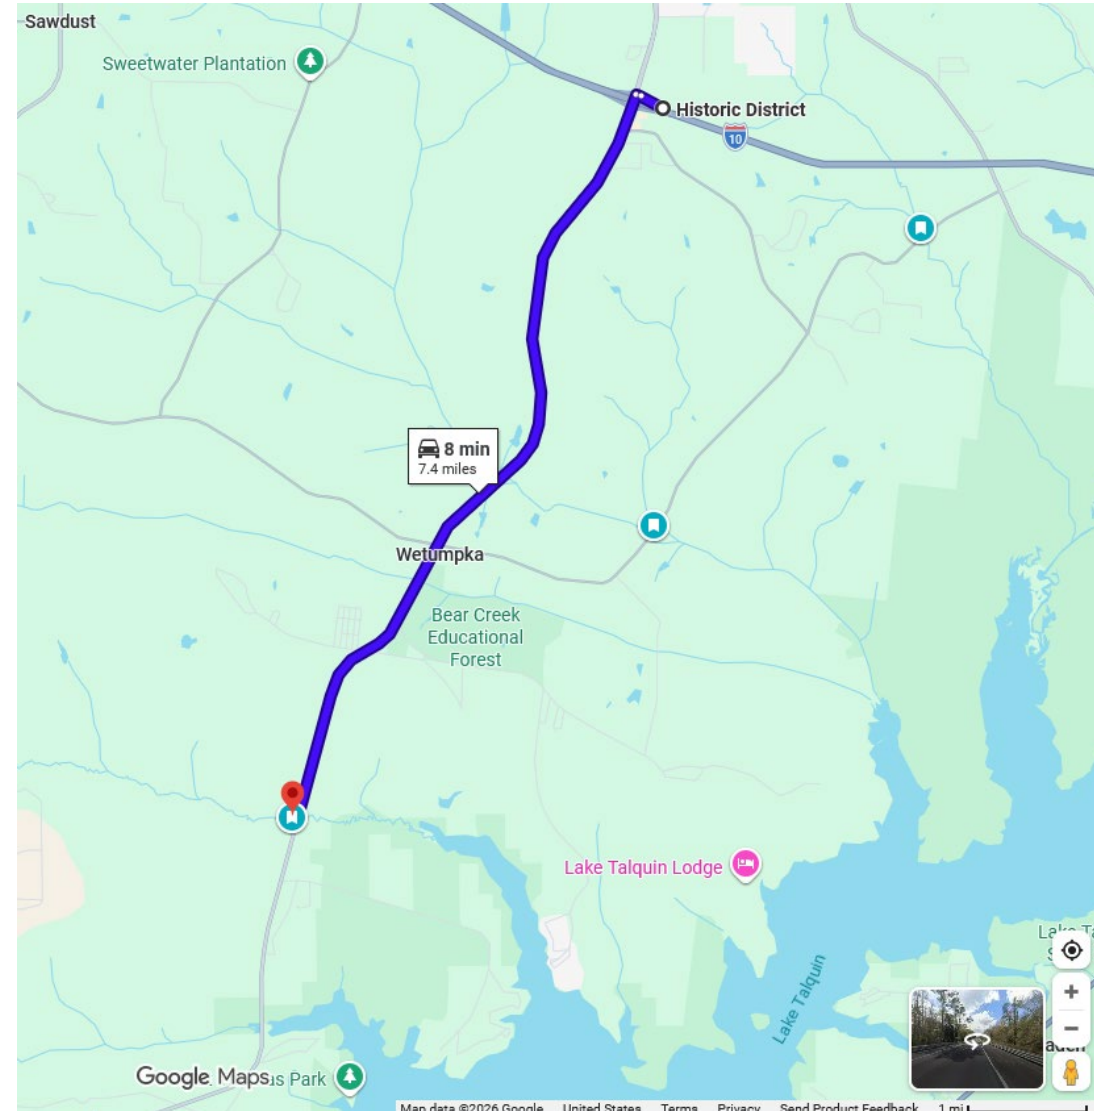 Sawdust
Sweetwater Plantation
Historic District
10
8 min
7.4 miles
Wetumpka
Bear Creek
Educational
Forest
Lake Talquin Lodge
Lake Talquin
Google Maps
Park
Map data ©2026 Google United States Terms Privacy Send Product Feedback 1 mi